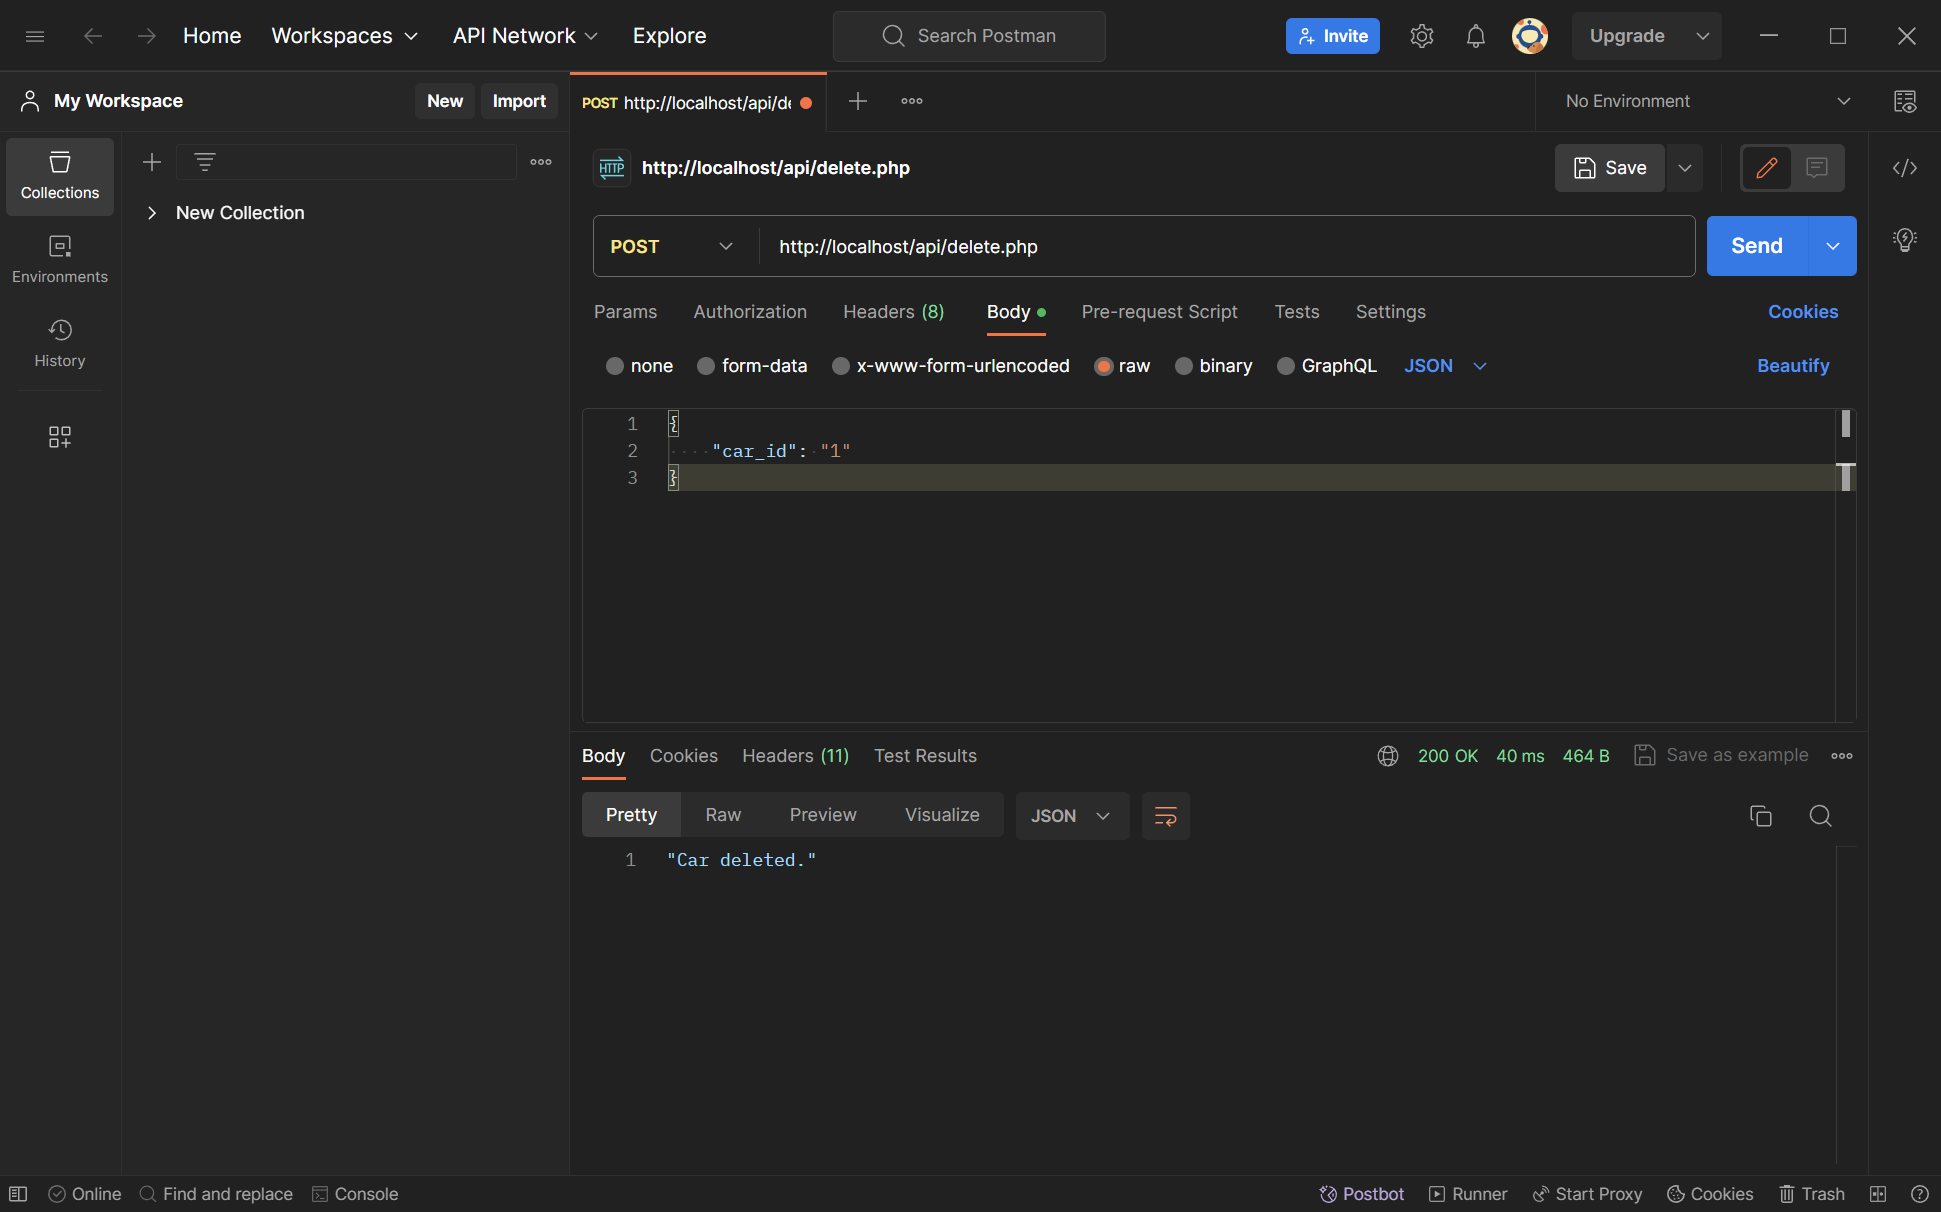 Home Workspaces API Network Explore Search Postman Invite Upgrade
My Workspace New Import POST http://localhost/api/de No Environment
Collections
Environments
History
New Collection
HTTP http://localhost/api/delete.php Save
POST http://localhost/api/delete.php Send
Params Authorization Headers (8) Body Pre-request Script Tests Settings Cookies
none form-data x-www-form-urlencoded raw binary GraphQL JSON Beautify
1 {
2 ····"car_id":·"1"
3 }
Body Cookies Headers (11) Test Results 200 OK 40 ms 464 B Save as example
Pretty Raw Preview Visualize JSON
1 "Car deleted."
Online Find and replace Console Postbot Runner Start Proxy Cookies Trash